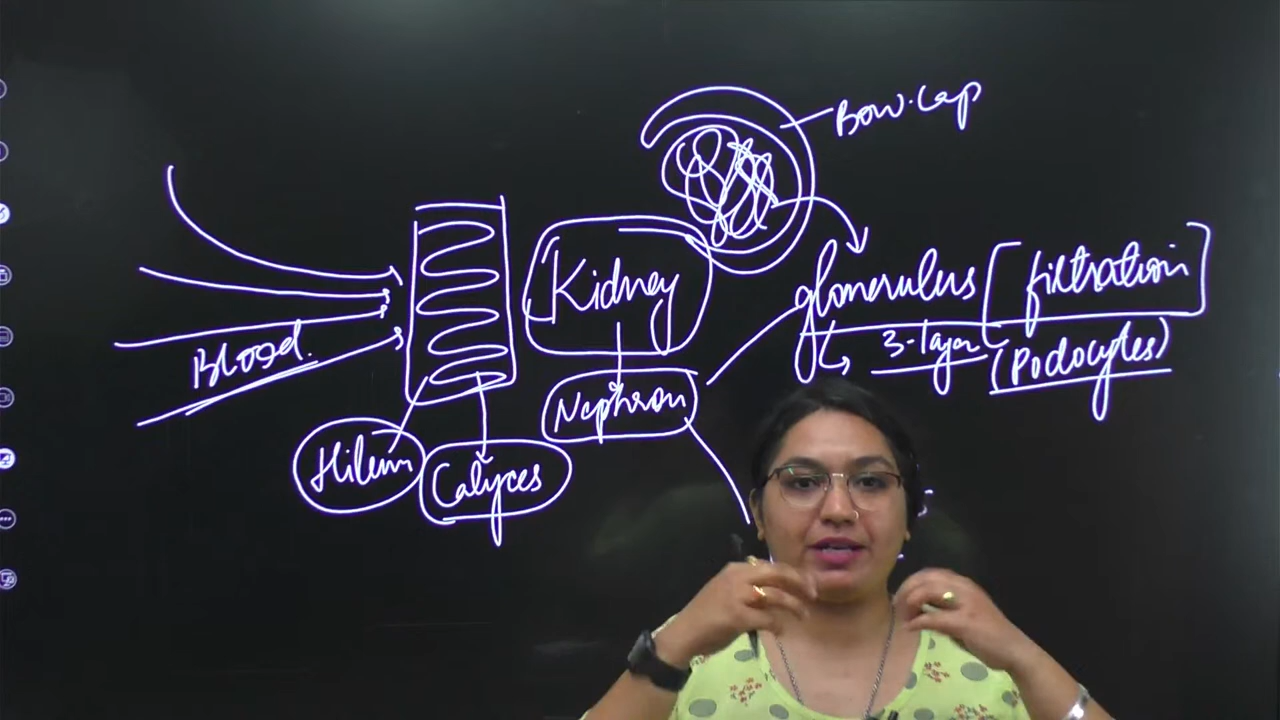 Bow. Cap
Kidney
glomerulus [filtration]
3-layer (Podocytes)
Blood.
Nephron
Hilum
Calyces